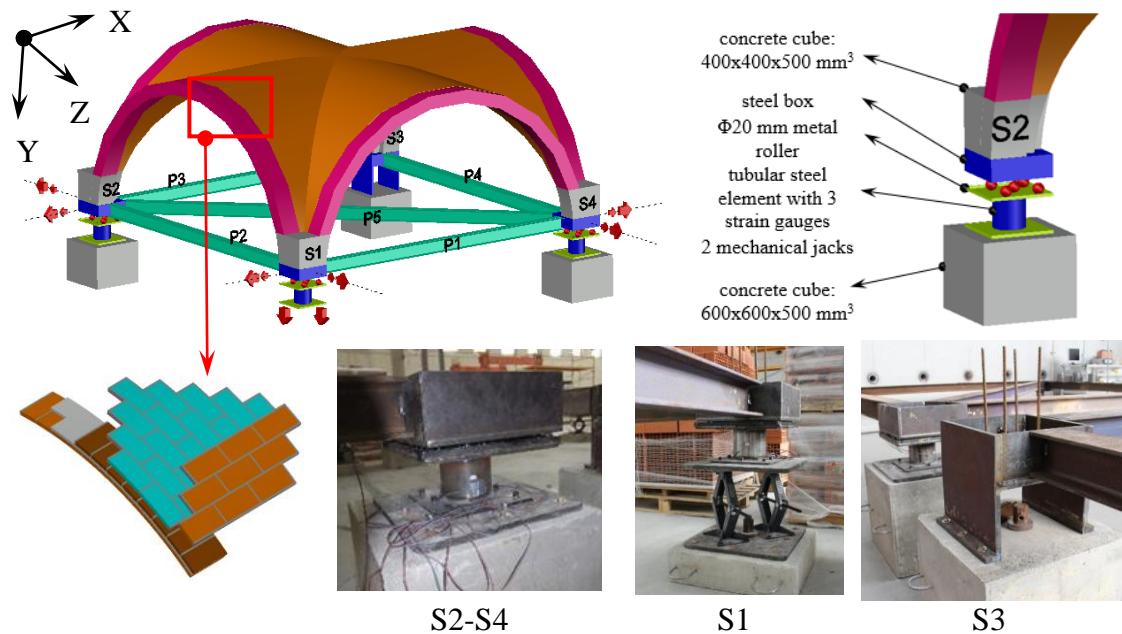 X
Z
Y
S3
P3
P4
S2
P5
S4
P2
P1
S1
concrete cube:
400x400x500 mm³
steel box
Φ20 mm metal
roller
tubular steel
element with 3
strain gauges
2 mechanical jacks
concrete cube:
600x600x500 mm³
S2
S2-S4
S1
S3